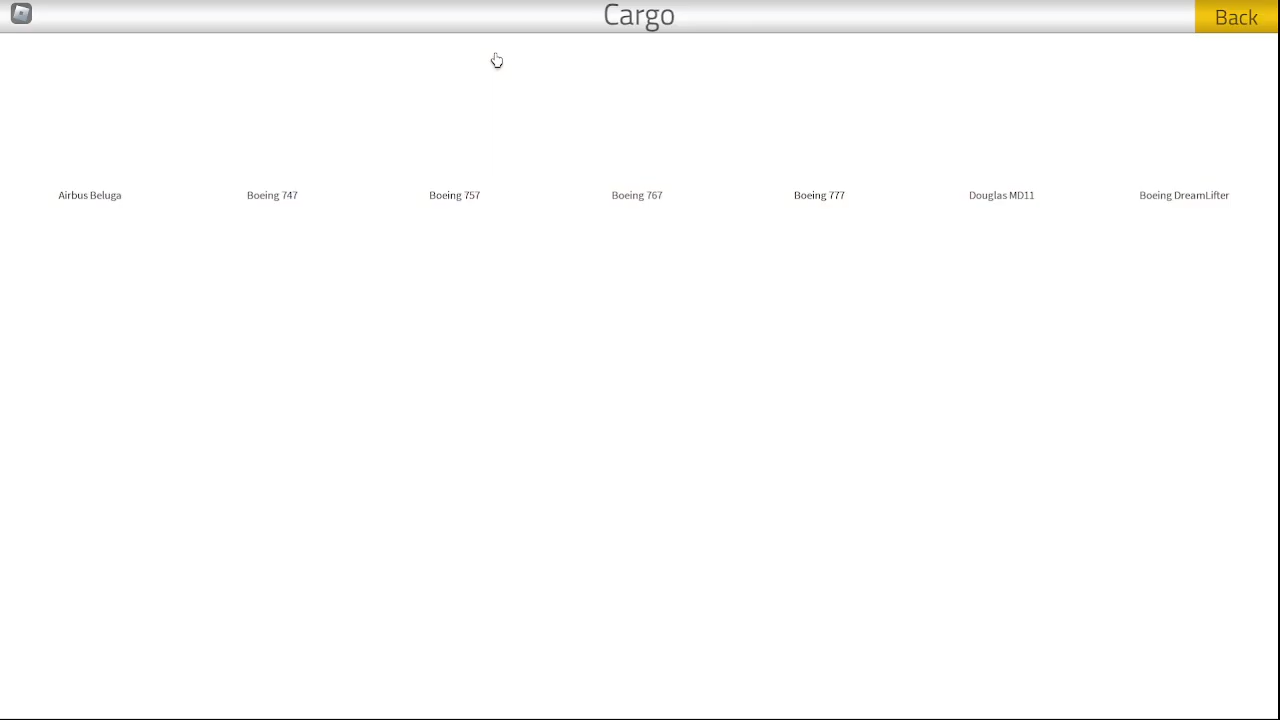 Cargo
Back
Airbus Beluga
Boeing 747
Boeing 757
Boeing 767
Boeing 777
Douglas MD11
Boeing DreamLifter